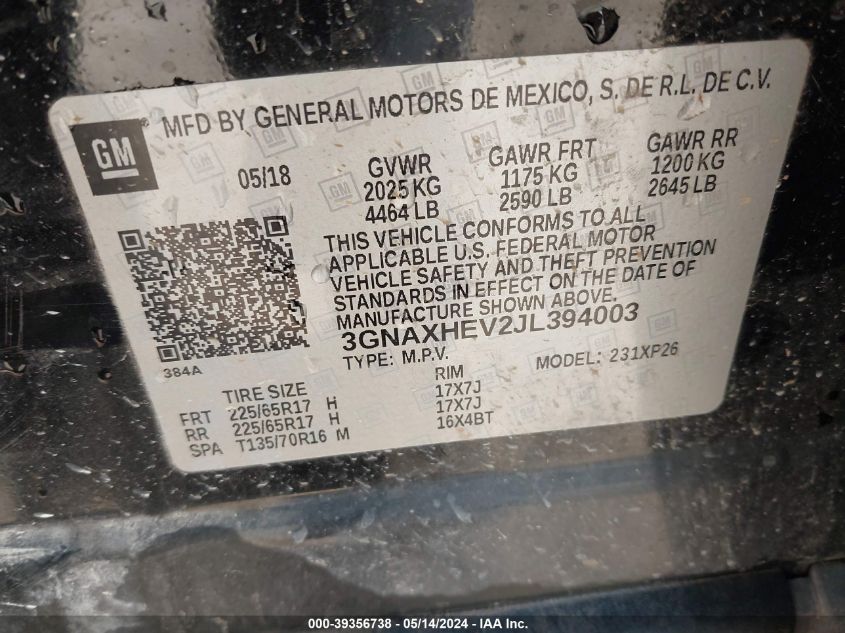 MFD BY GENERAL MOTORS DE MEXICO, S. DE R.L. DE C.V.
GM
05/18
GVWR GAWR FRT GAWR RR
2025 KG 1175 KG 1200 KG
4464 LB 2590 LB 2645 LB
THIS VEHICLE CONFORMS TO ALL
APPLICABLE U.S. FEDERAL MOTOR
VEHICLE SAFETY AND THEFT PREVENTION
STANDARDS IN EFFECT ON THE DATE OF
MANUFACTURE SHOWN ABOVE.
3GNAXHEV2JL394003
384A
TYPE: M.P.V. MODEL: 231XP26
TIRE SIZE RIM
FRT 225/65R17 H 17X7J
RR 225/65R17 H 17X7J
SPA T135/70R16 M 16X4BT
000-39356738 - 05/14/2024 - IAA Inc.